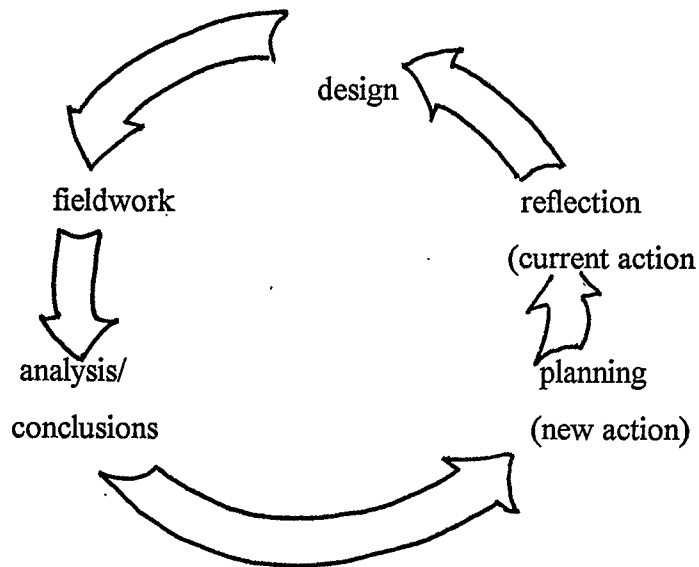 design
fieldwork
reflection
(current action
analysis/
conclusions
planning
(new action)